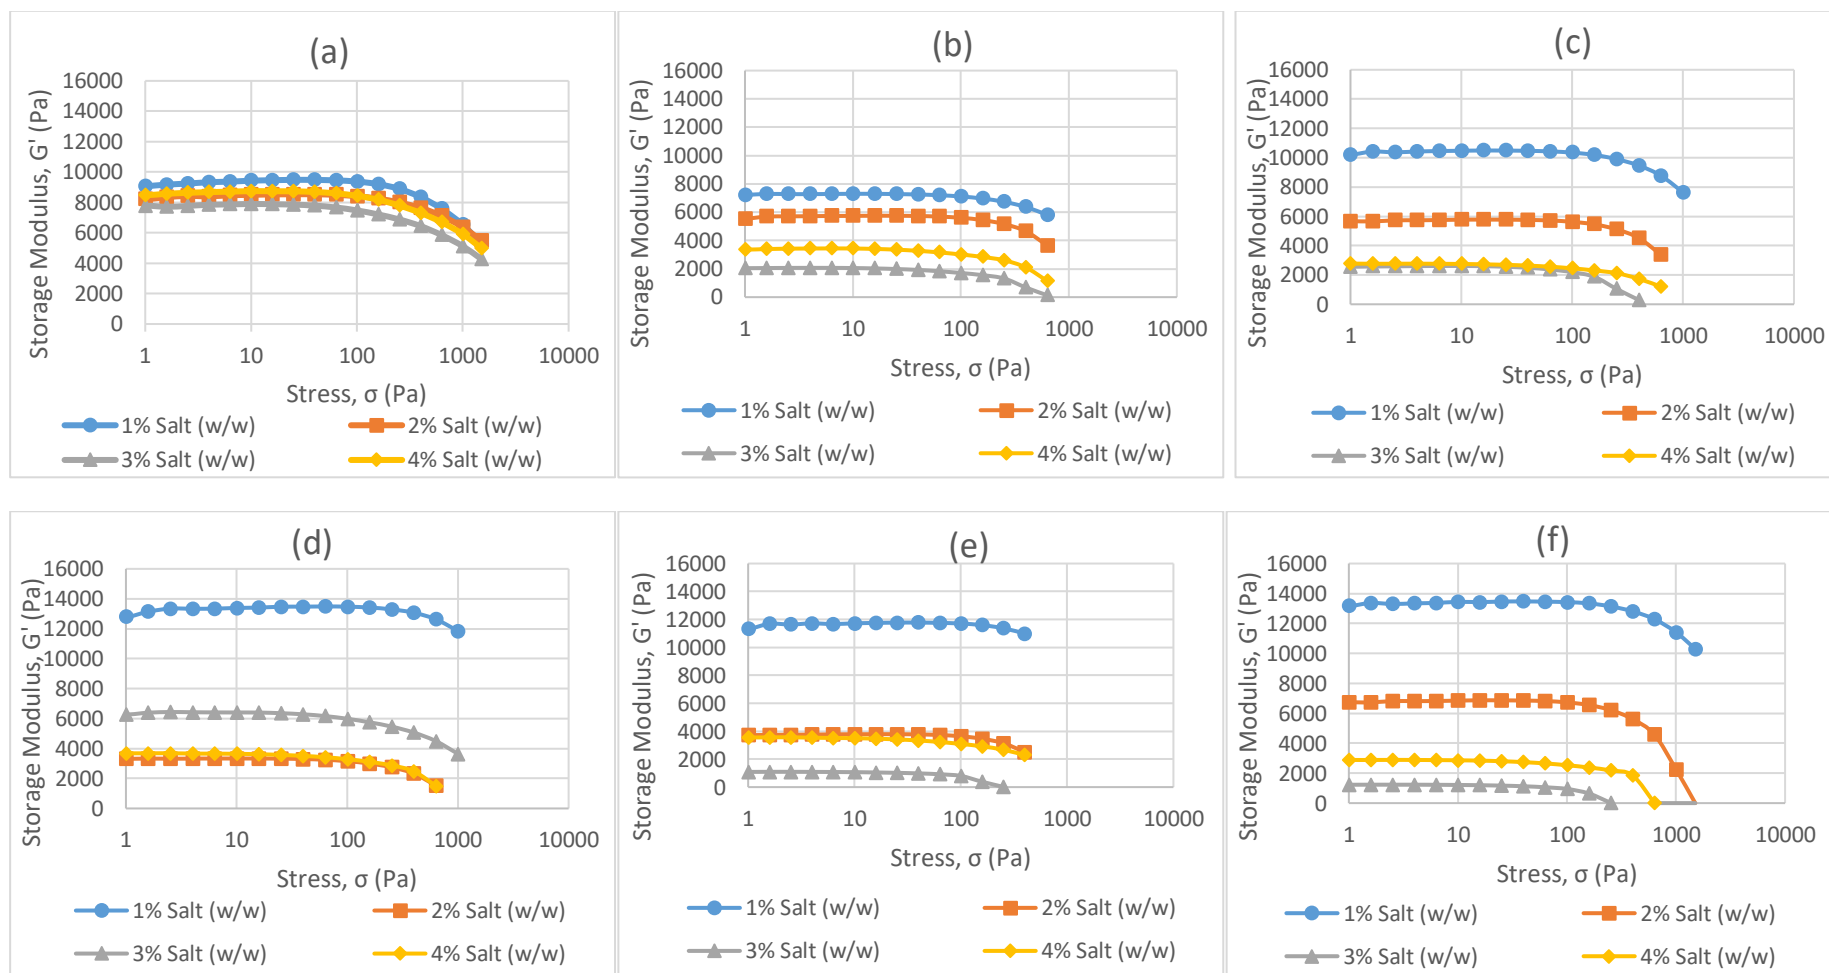 (a)
Storage Modulus, G' (Pa)
16000
14000
12000
10000
8000
6000
4000
2000
0
1 10 100 1000 10000
Stress, σ (Pa)
1% Salt (w/w) 2% Salt (w/w)
3% Salt (w/w) 4% Salt (w/w)
(b)
Storage Modulus, G' (Pa)
16000
14000
12000
10000
8000
6000
4000
2000
0
1 10 100 1000 10000
Stress, σ (Pa)
1% Salt (w/w) 2% Salt (w/w)
3% Salt (w/w) 4% Salt (w/w)
(c)
Storage Modulus, G' (Pa)
16000
14000
12000
10000
8000
6000
4000
2000
0
1 10 100 1000 10000
Stress, σ (Pa)
1% Salt (w/w) 2% Salt (w/w)
3% Salt (w/w) 4% Salt (w/w)
(d)
Storage Modulus, G' (Pa)
16000
14000
12000
10000
8000
6000
4000
2000
0
1 10 100 1000 10000
Stress, σ (Pa)
1% Salt (w/w) 2% Salt (w/w)
3% Salt (w/w) 4% Salt (w/w)
(e)
Storage Modulus, G' (Pa)
16000
14000
12000
10000
8000
6000
4000
2000
0
1 10 100 1000 10000
Stress, σ (Pa)
1% Salt (w/w) 2% Salt (w/w)
3% Salt (w/w) 4% Salt (w/w)
(f)
Storage Modulus, G' (Pa)
16000
14000
12000
10000
8000
6000
4000
2000
0
1 10 100 1000 10000
Stress, σ (Pa)
1% Salt (w/w) 2% Salt (w/w)
3% Salt (w/w) 4% Salt (w/w)